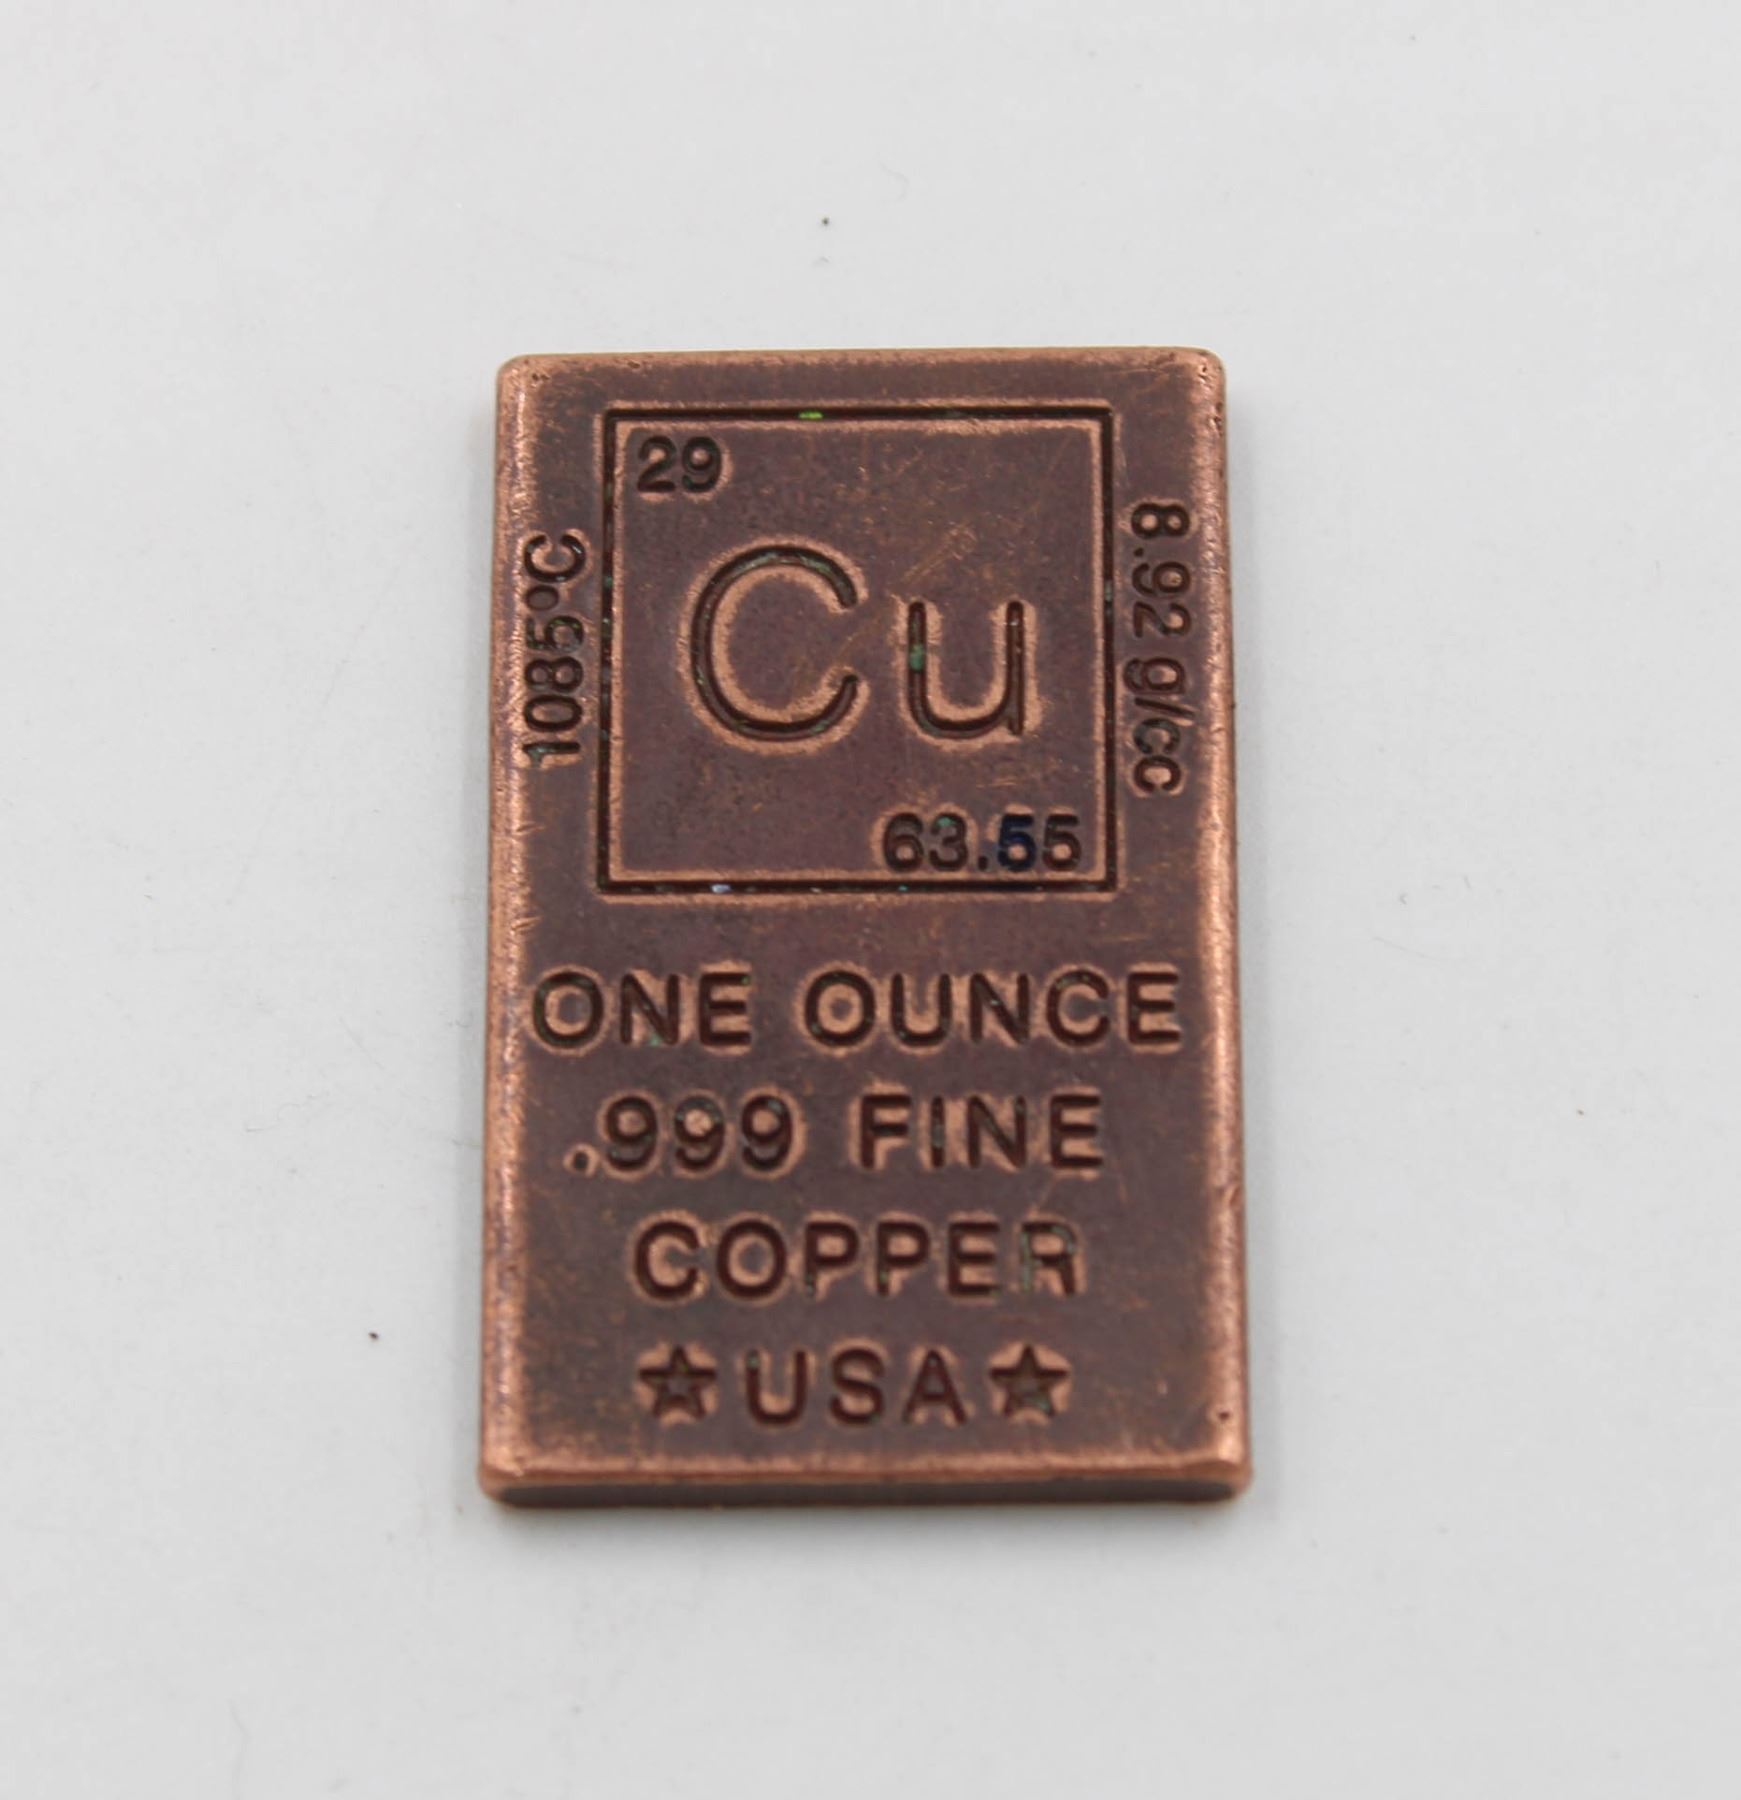 29
Cu
63.55
1085°C
8.92 g/cc
ONE OUNCE
.999 FINE
COPPER
★ USA ★